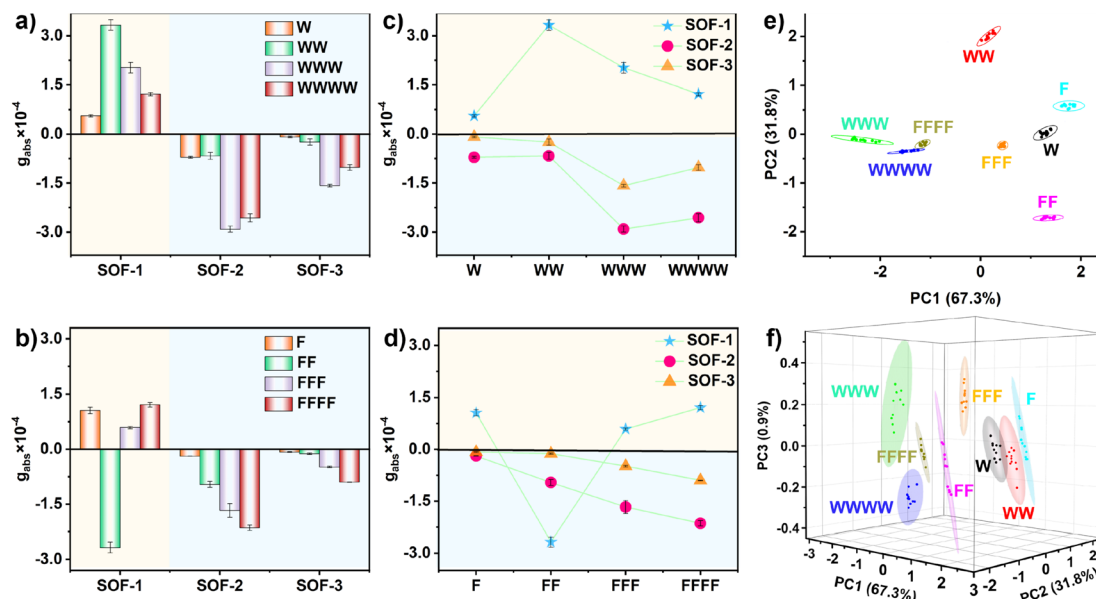 a)
g_abs×10⁻⁴
3.0
1.5
0.0
-1.5
-3.0
W
WW
WWW
WWWW
SOF-1 SOF-2 SOF-3
c)
g_abs×10⁻⁴
3.0
1.5
0.0
-1.5
-3.0
SOF-1
SOF-2
SOF-3
W WW WWW WWWW
e)
PC2 (31.8%)
2
1
0
-1
-2
WW
F
WWW
FFFF
W
WWWW
FFF
FF
-2 0 2
PC1 (67.3%)
b)
g_abs×10⁻⁴
3.0
1.5
0.0
-1.5
-3.0
F
FF
FFF
FFFF
SOF-1 SOF-2 SOF-3
d)
g_abs×10⁻⁴
3.0
1.5
0.0
-1.5
-3.0
SOF-1
SOF-2
SOF-3
F FF FFF FFFF
f)
PC3 (0.9%)
0.4
0.2
0.0
-0.2
-0.4
WWW
FFF
F
FFFF
W
WWWW
FF
WW
-3 -2 -1 0 1 2 3
PC1 (67.3%)
-2 -1 0 1 2
PC2 (31.8%)